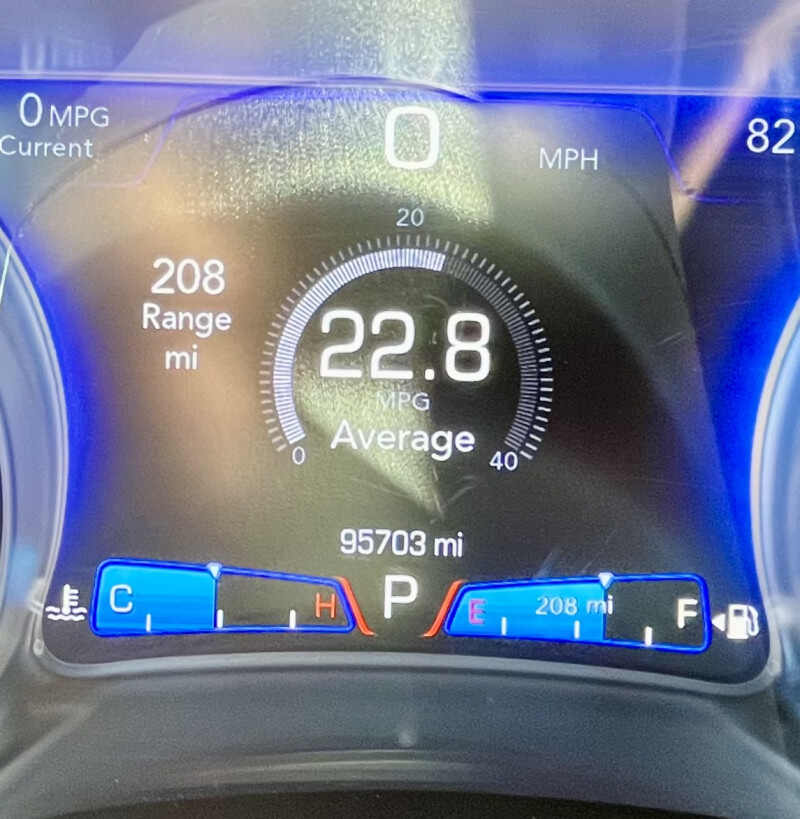 0 MPG
Current
0
MPH
82
20
208
Range
mi
22.8
MPG
Average
0
40
95703 mi
C
H
P
E
208 mi
F